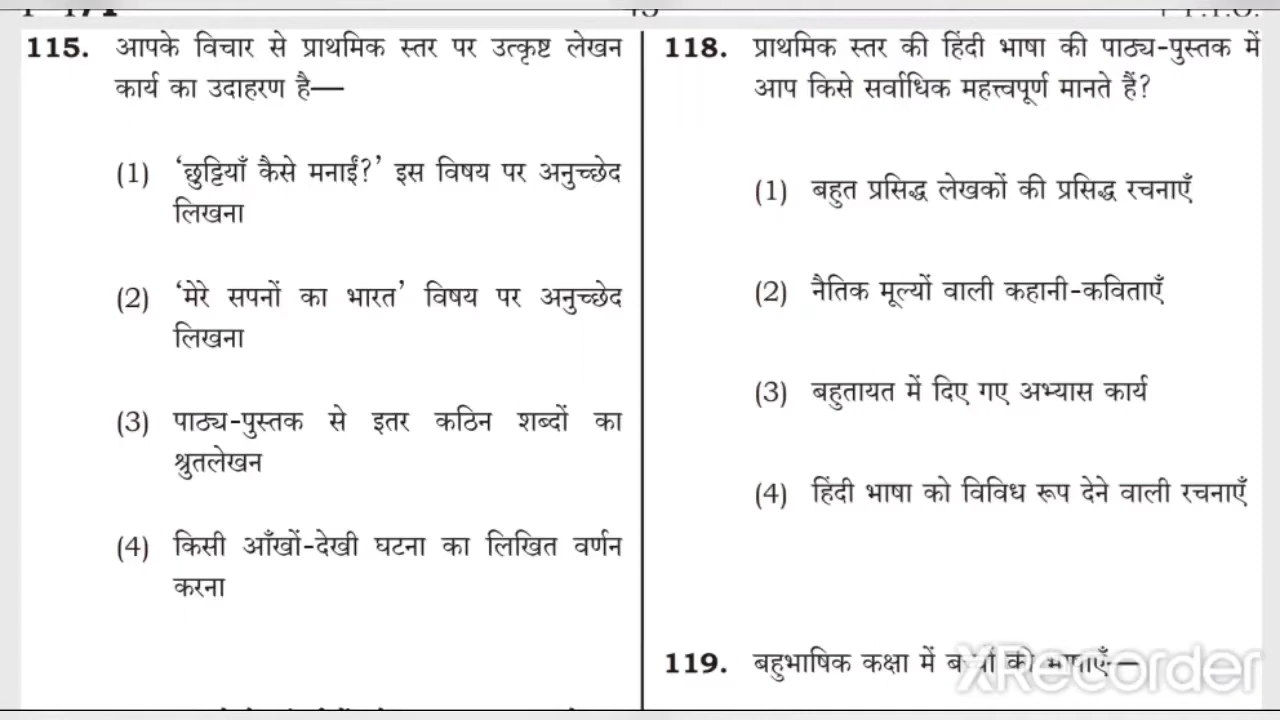 115. आपके विचार से प्राथमिक स्तर पर उत्कृष्ट लेखन
कार्य का उदाहरण है—
(1) ‘छुट्टियाँ कैसे मनाईं?’ इस विषय पर अनुच्छेद
लिखना
(2) ‘मेरे सपनों का भारत’ विषय पर अनुच्छेद
लिखना
(3) पाठ्य-पुस्तक से इतर कठिन शब्दों का
श्रुतलेखन
(4) किसी आँखों-देखी घटना का लिखित वर्णन
करना
118. प्राथमिक स्तर की हिंदी भाषा की पाठ्य-पुस्तक में
आप किसे सर्वाधिक महत्त्वपूर्ण मानते हैं?
(1) बहुत प्रसिद्ध लेखकों की प्रसिद्ध रचनाएँ
(2) नैतिक मूल्यों वाली कहानी-कविताएँ
(3) बहुतायत में दिए गए अभ्यास कार्य
(4) हिंदी भाषा को विविध रूप देने वाली रचनाएँ
119. बहुभाषिक कक्षा में बच्चों की भाषाएँ—
XRecorder